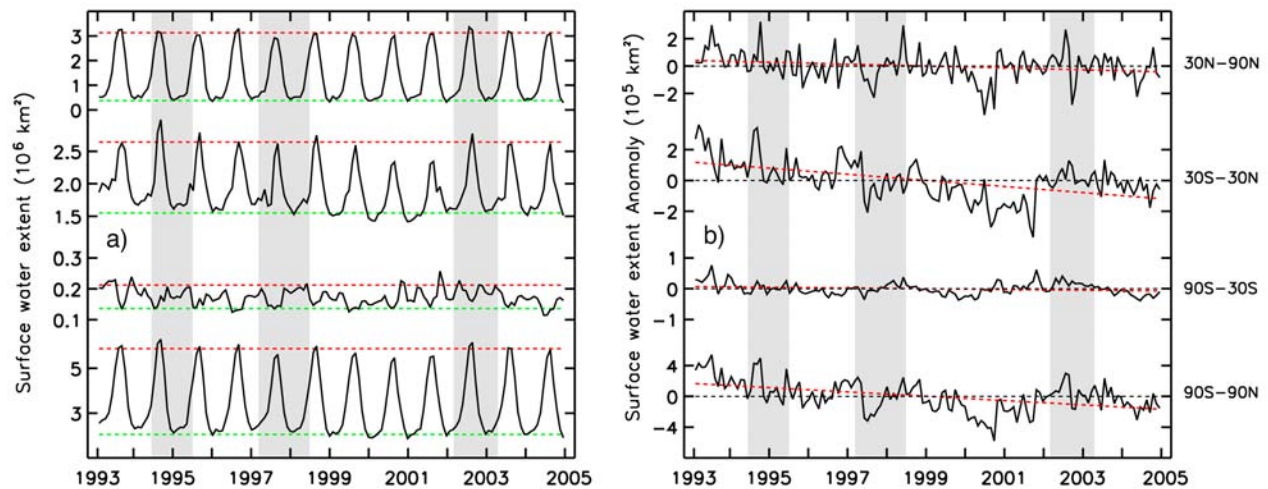 Surface water extent (10⁶ km²)
3
2
1
0
2.5
2.0
1.5
a)
0.3
0.2
0.1
5
3
1993 1995 1997 1999 2001 2003 2005
Surface water extent Anomaly (10⁵ km²)
2
0
-2
30N-90N
2
0
-2
30S-30N
b)
1
0
-1
90S-30S
4
0
-4
90S-90N
1993 1995 1997 1999 2001 2003 2005